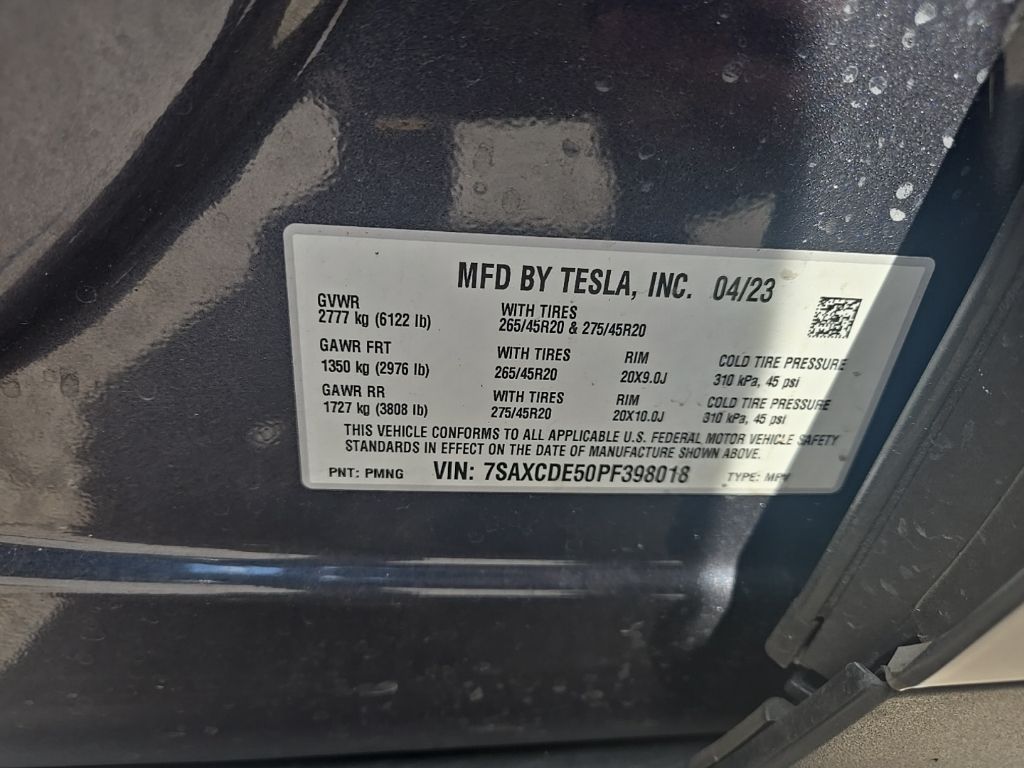 MFD BY TESLA, INC. 04/23
GVWR
2777 kg (6122 lb)
WITH TIRES
265/45R20 & 275/45R20
GAWR FRT
1350 kg (2976 lb)
WITH TIRES
265/45R20
RIM
20X9.0J
COLD TIRE PRESSURE
310 kPa, 45 psi
GAWR RR
1727 kg (3808 lb)
WITH TIRES
275/45R20
RIM
20X10.0J
COLD TIRE PRESSURE
310 kPa, 45 psi
THIS VEHICLE CONFORMS TO ALL APPLICABLE U.S. FEDERAL MOTOR VEHICLE SAFETY
STANDARDS IN EFFECT ON THE DATE OF MANUFACTURE SHOWN ABOVE.
PNT: PMNG VIN: 7SAXCDE50PF398018 TYPE: MPV